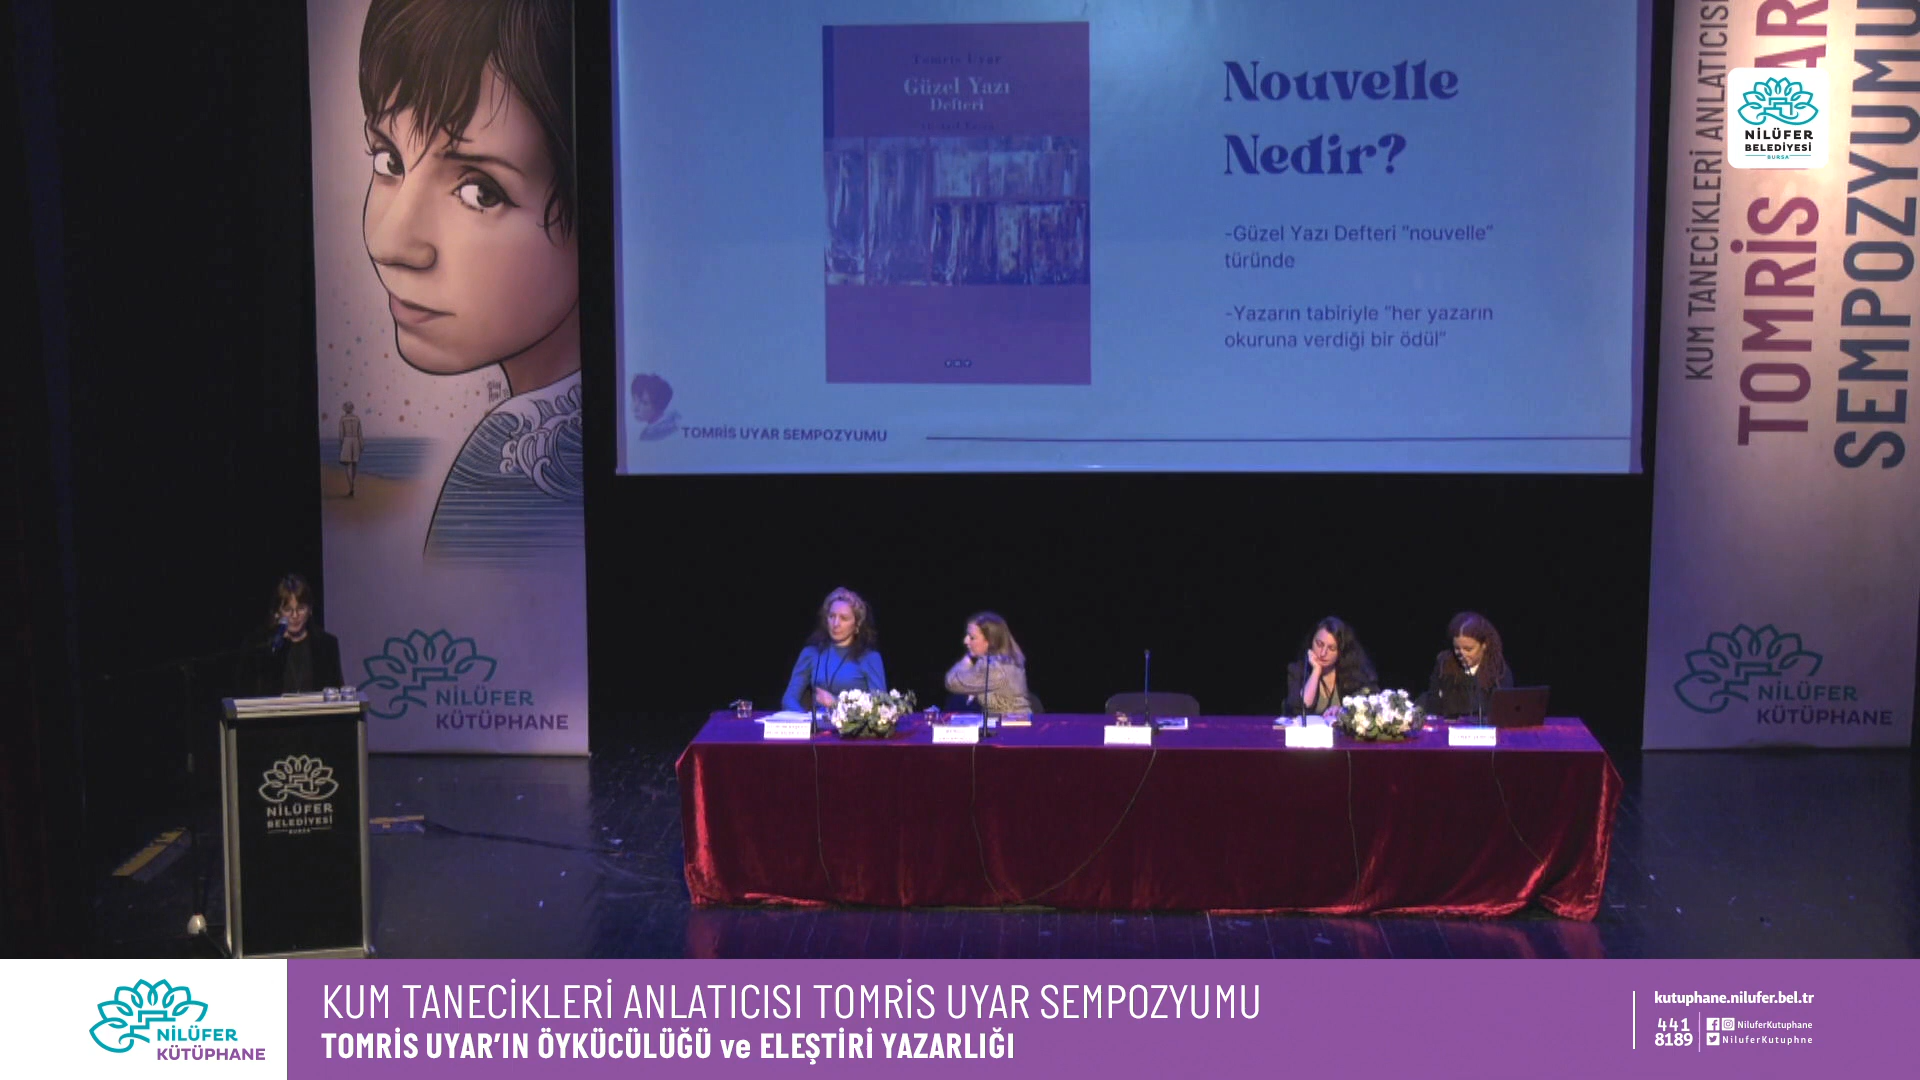 Tomris Uyar
Güzel Yazı
Defteri
Nouvelle
Nedir?
-Güzel Yazı Defteri "nouvelle"
türünde
-Yazarın tabiriyle "her yazarın
okuruna verdiği bir ödül"
TOMRİS UYAR SEMPOZYUMU
KUM TANECİKLERİ ANLATICISI
TOMRİS
SEMPOZYUMU
NİLÜFER
BELEDİYESİ
BURSA
NİLÜFER
KÜTÜPHANE
NİLÜFER
KÜTÜPHANE
NİLÜFER
BELEDİYESİ
BURSA
NİLÜFER
KÜTÜPHANE
KUM TANECİKLERİ ANLATICISI TOMRİS UYAR SEMPOZYUMU
TOMRİS UYAR'IN ÖYKÜCÜLÜĞÜ ve ELEŞTİRİ YAZARLIĞI
kutuphane.nilufer.bel.tr
441
8189
NiluferKutuphane
NiluferKutuphne